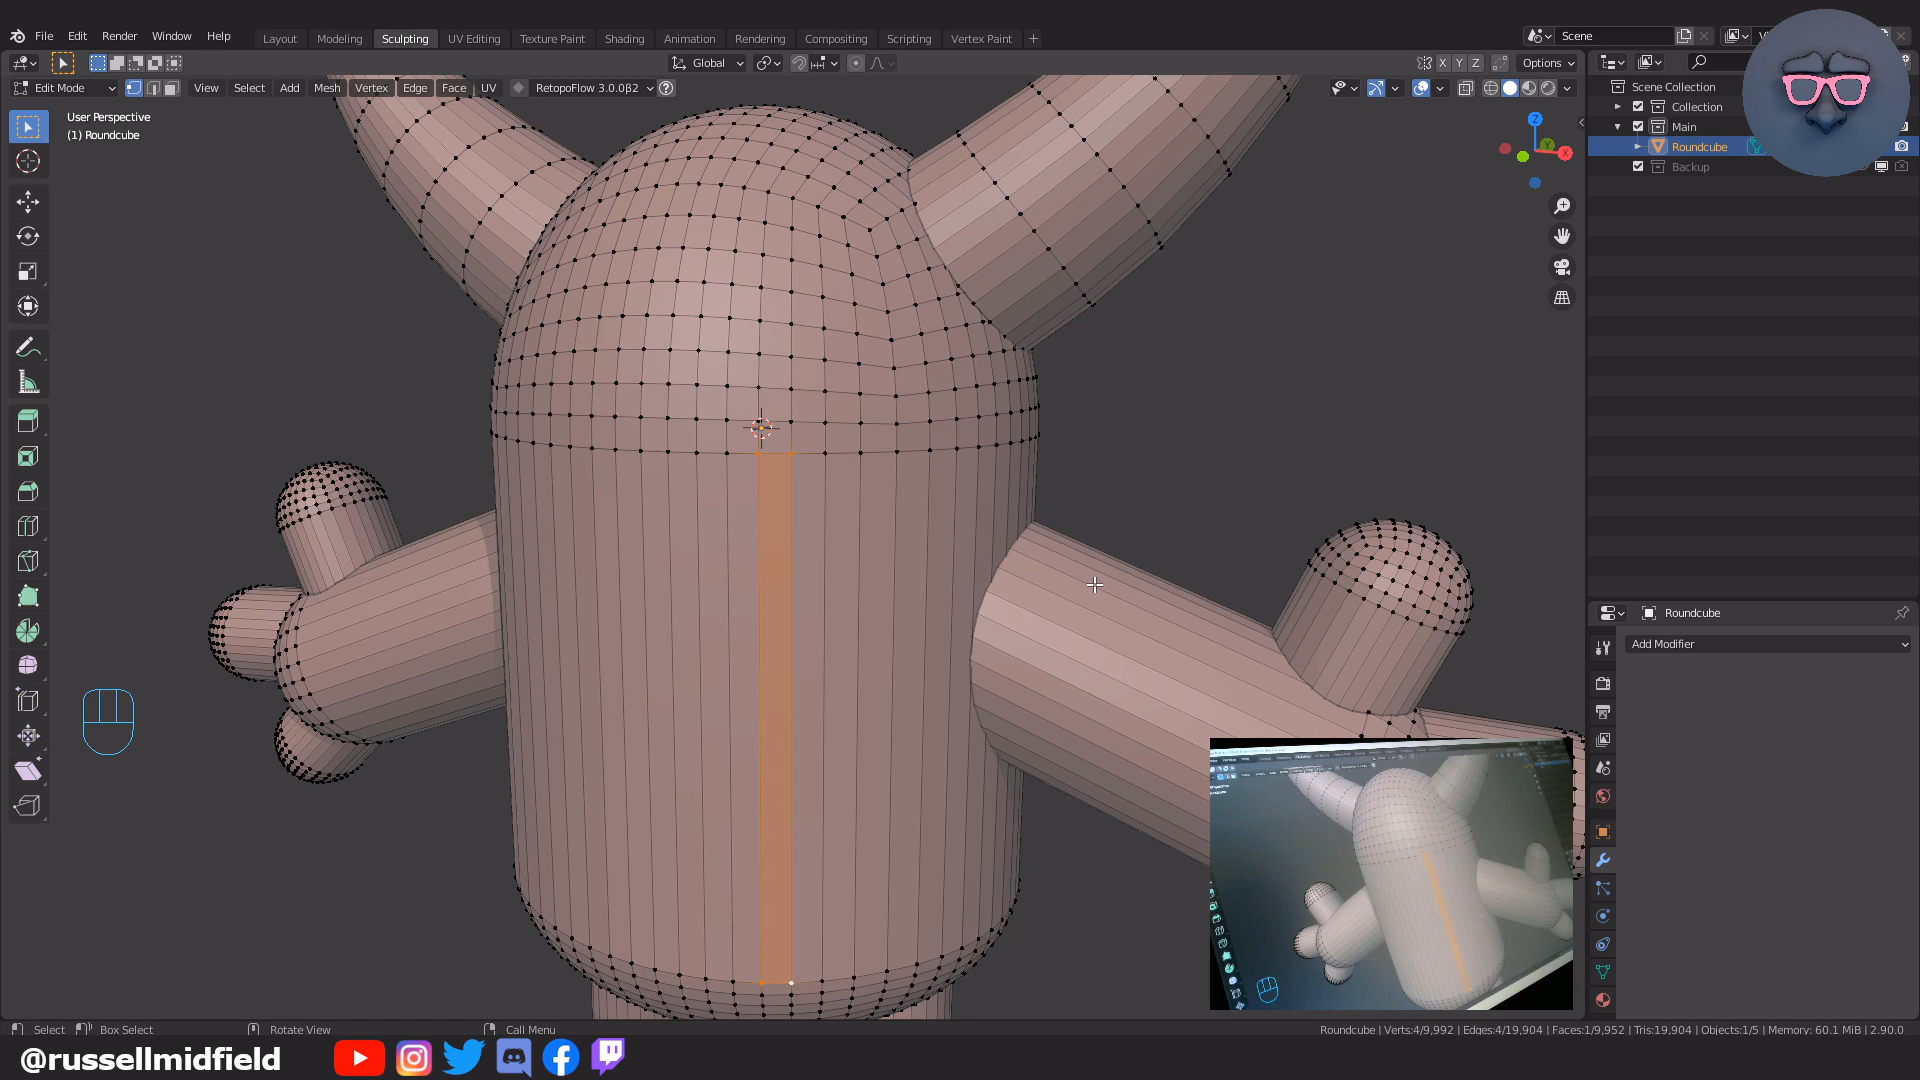 File Edit Render Window Help
Layout Modeling Sculpting UV Editing Texture Paint Shading Animation Rendering Compositing Scripting Vertex Paint +
Scene
Global
X Y Z Options
Edit Mode View Select Add Mesh Vertex Edge Face UV RetopoFlow 3.0.0β2
User Perspective
(1) Roundcube
Z
Y
X
Scene Collection
Collection
Main
Roundcube
Backup
Roundcube
Add Modifier
Select Box Select Rotate View Call Menu
Roundcube | Verts:4/9,992 | Edges:4/19,904 | Faces:1/9,952 | Tris:19,904 | Objects:1/5 | Memory: 60.1 MiB | 2.90.0
@russellmidfield